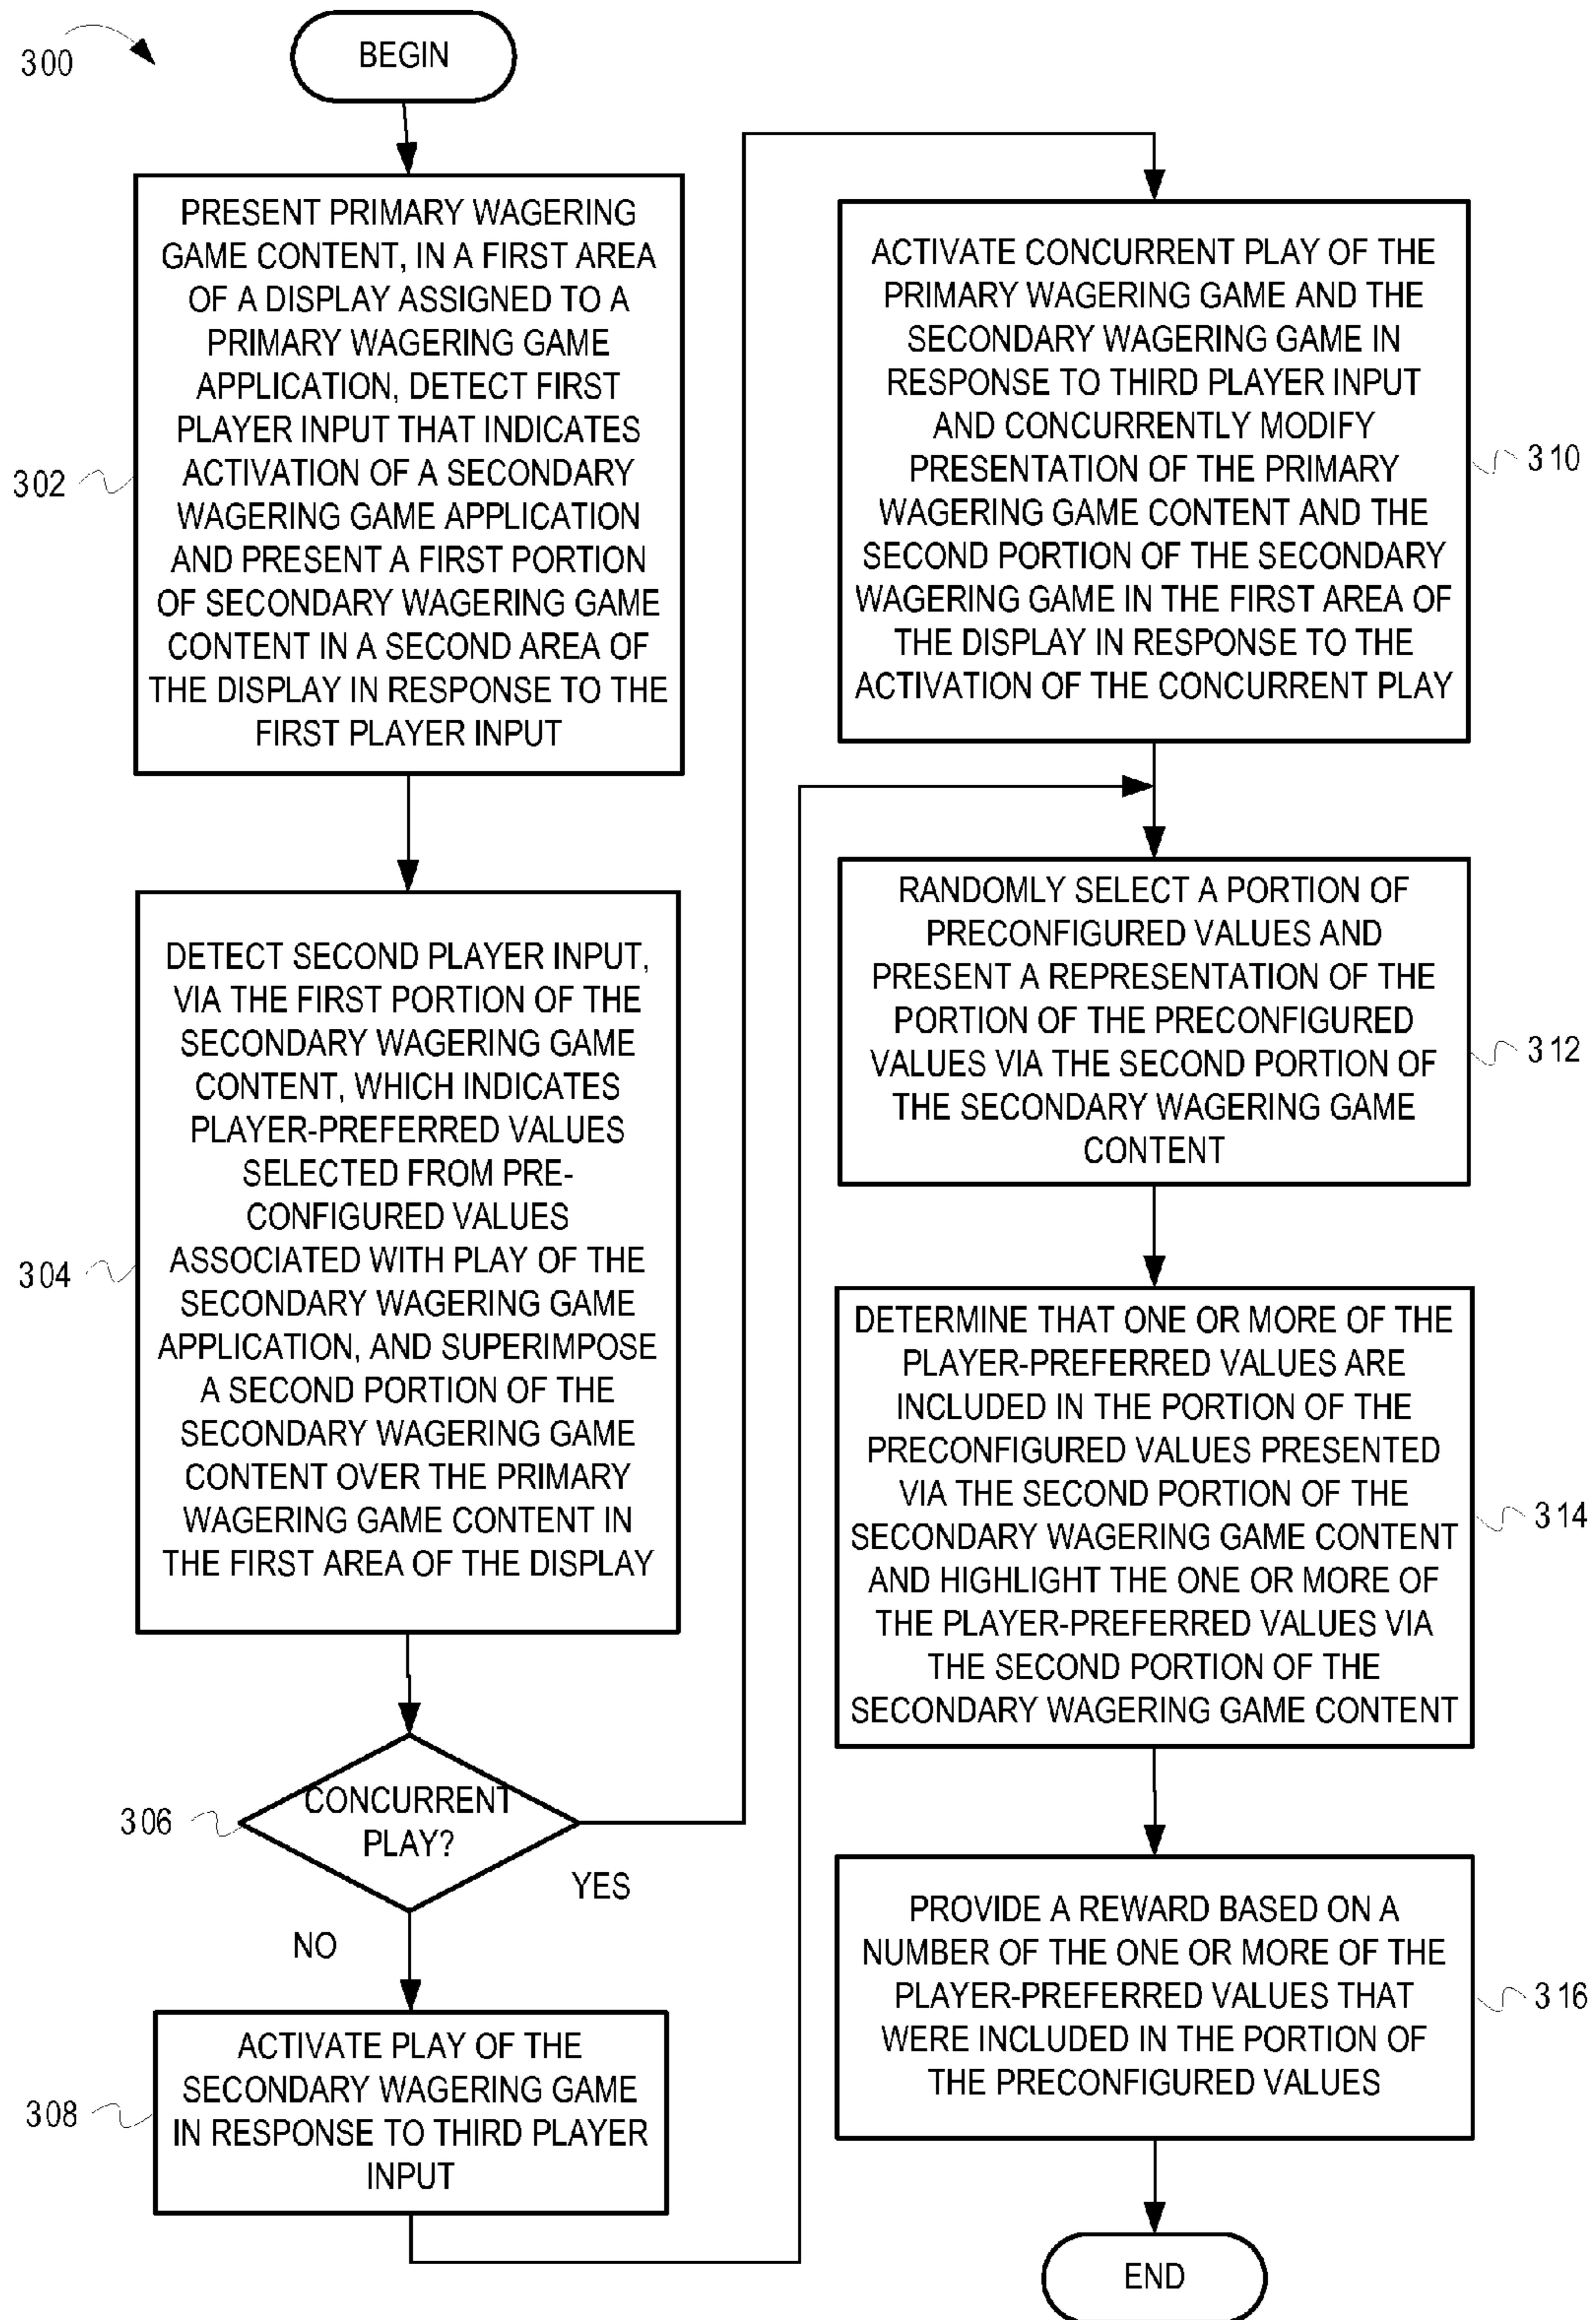 300
BEGIN
PRESENT PRIMARY WAGERING
GAME CONTENT, IN A FIRST AREA
OF A DISPLAY ASSIGNED TO A
PRIMARY WAGERING GAME
APPLICATION, DETECT FIRST
PLAYER INPUT THAT INDICATES
ACTIVATION OF A SECONDARY
WAGERING GAME APPLICATION
AND PRESENT A FIRST PORTION
OF SECONDARY WAGERING GAME
CONTENT IN A SECOND AREA OF
THE DISPLAY IN RESPONSE TO THE
FIRST PLAYER INPUT
302
DETECT SECOND PLAYER INPUT,
VIA THE FIRST PORTION OF THE
SECONDARY WAGERING GAME
CONTENT, WHICH INDICATES
PLAYER-PREFERRED VALUES
SELECTED FROM PRE-
CONFIGURED VALUES
ASSOCIATED WITH PLAY OF THE
SECONDARY WAGERING GAME
APPLICATION, AND SUPERIMPOSE
A SECOND PORTION OF THE
SECONDARY WAGERING GAME
CONTENT OVER THE PRIMARY
WAGERING GAME CONTENT IN
THE FIRST AREA OF THE DISPLAY
304
CONCURRENT
PLAY?
306
YES
NO
ACTIVATE PLAY OF THE
SECONDARY WAGERING GAME
IN RESPONSE TO THIRD PLAYER
INPUT
308
ACTIVATE CONCURRENT PLAY OF THE
PRIMARY WAGERING GAME AND THE
SECONDARY WAGERING GAME IN
RESPONSE TO THIRD PLAYER INPUT
AND CONCURRENTLY MODIFY
PRESENTATION OF THE PRIMARY
WAGERING GAME CONTENT AND THE
SECOND PORTION OF THE SECONDARY
WAGERING GAME IN THE FIRST AREA OF
THE DISPLAY IN RESPONSE TO THE
ACTIVATION OF THE CONCURRENT PLAY
310
RANDOMLY SELECT A PORTION OF
PRECONFIGURED VALUES AND
PRESENT A REPRESENTATION OF THE
PORTION OF THE PRECONFIGURED
VALUES VIA THE SECOND PORTION OF
THE SECONDARY WAGERING GAME
CONTENT
312
DETERMINE THAT ONE OR MORE OF THE
PLAYER-PREFERRED VALUES ARE
INCLUDED IN THE PORTION OF THE
PRECONFIGURED VALUES PRESENTED
VIA THE SECOND PORTION OF THE
SECONDARY WAGERING GAME CONTENT
AND HIGHLIGHT THE ONE OR MORE OF
THE PLAYER-PREFERRED VALUES VIA
THE SECOND PORTION OF THE
SECONDARY WAGERING GAME CONTENT
314
PROVIDE A REWARD BASED ON A
NUMBER OF THE ONE OR MORE OF THE
PLAYER-PREFERRED VALUES THAT
WERE INCLUDED IN THE PORTION OF
THE PRECONFIGURED VALUES
316
END